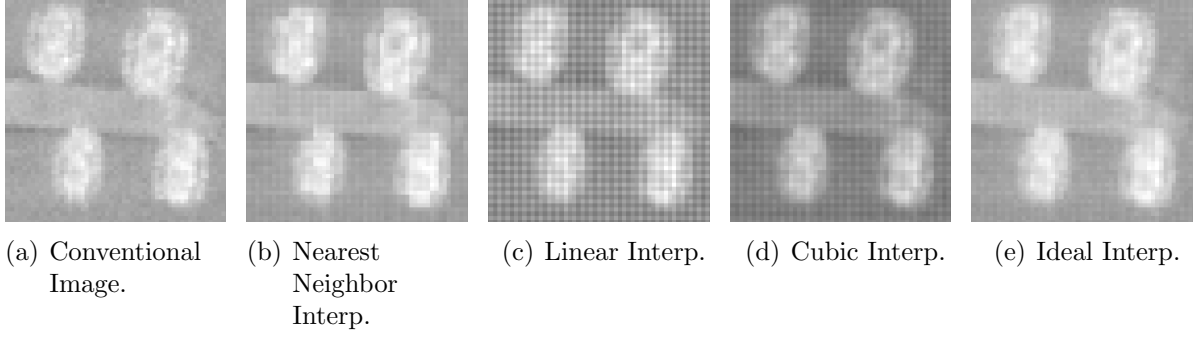 (a) Conventional
Image.
(b) Nearest
Neighbor
Interp.
(c) Linear Interp.
(d) Cubic Interp.
(e) Ideal Interp.